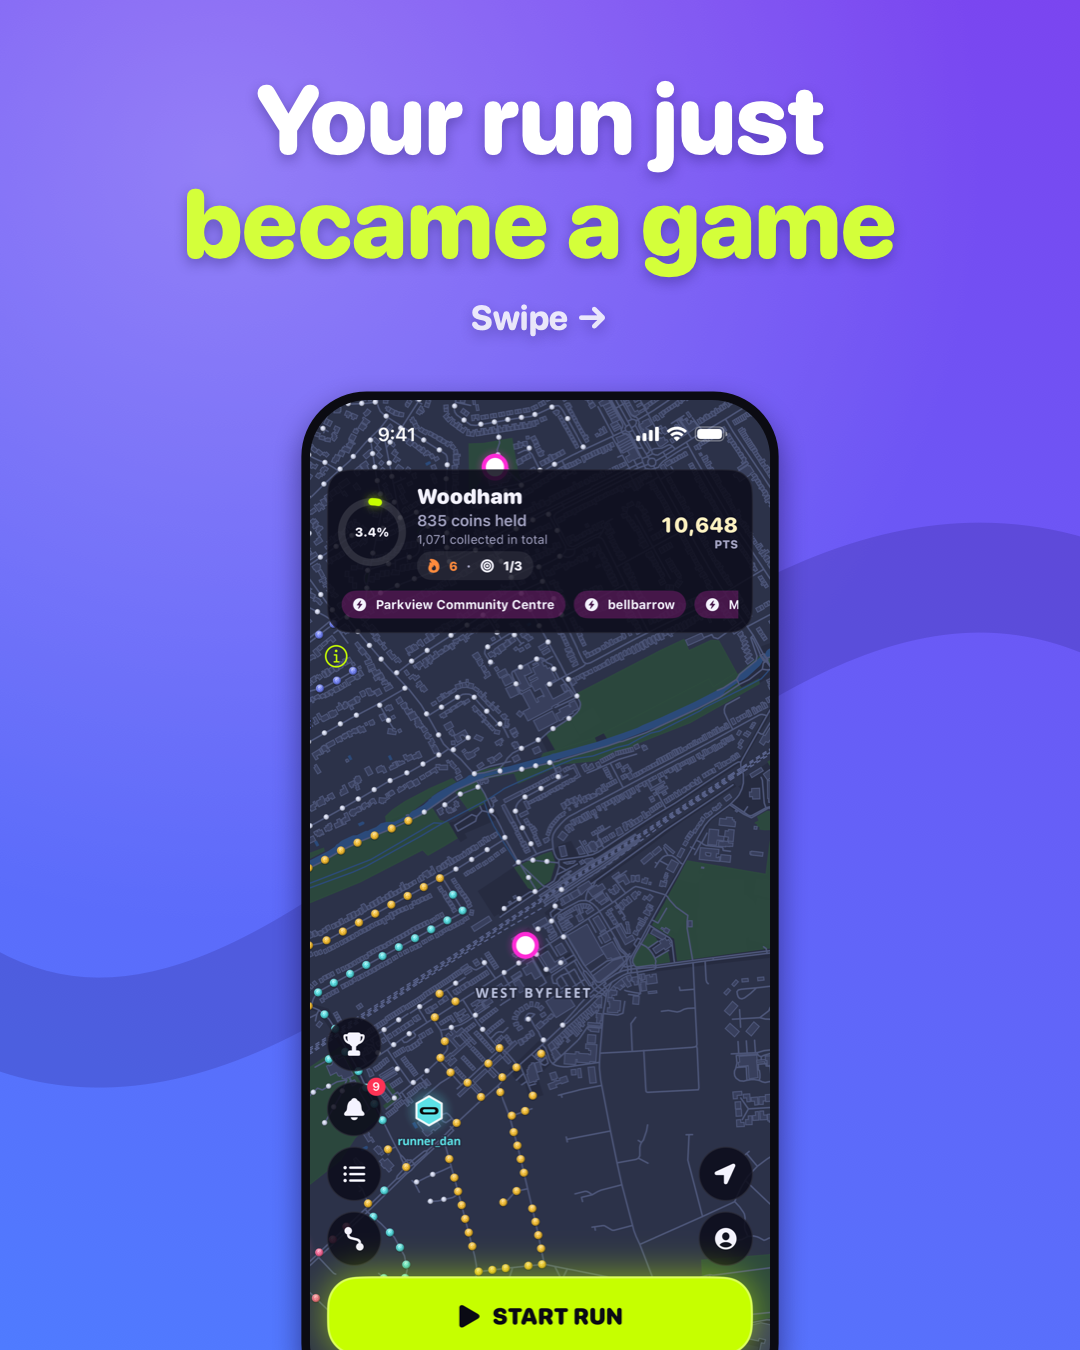 Your run just
became a game
Swipe →
9:41
Woodham
835 coins held
1,071 collected in total
3.4%
6 · 1/3
10,648
PTS
Parkview Community Centre
bellbarrow
M
WEST BYFLEET
9
runner_dan
START RUN